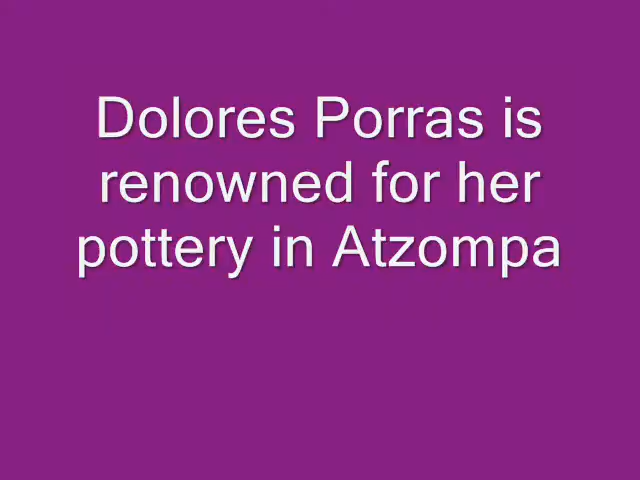 Dolores Porras is
renowned for her
pottery in Atzompa